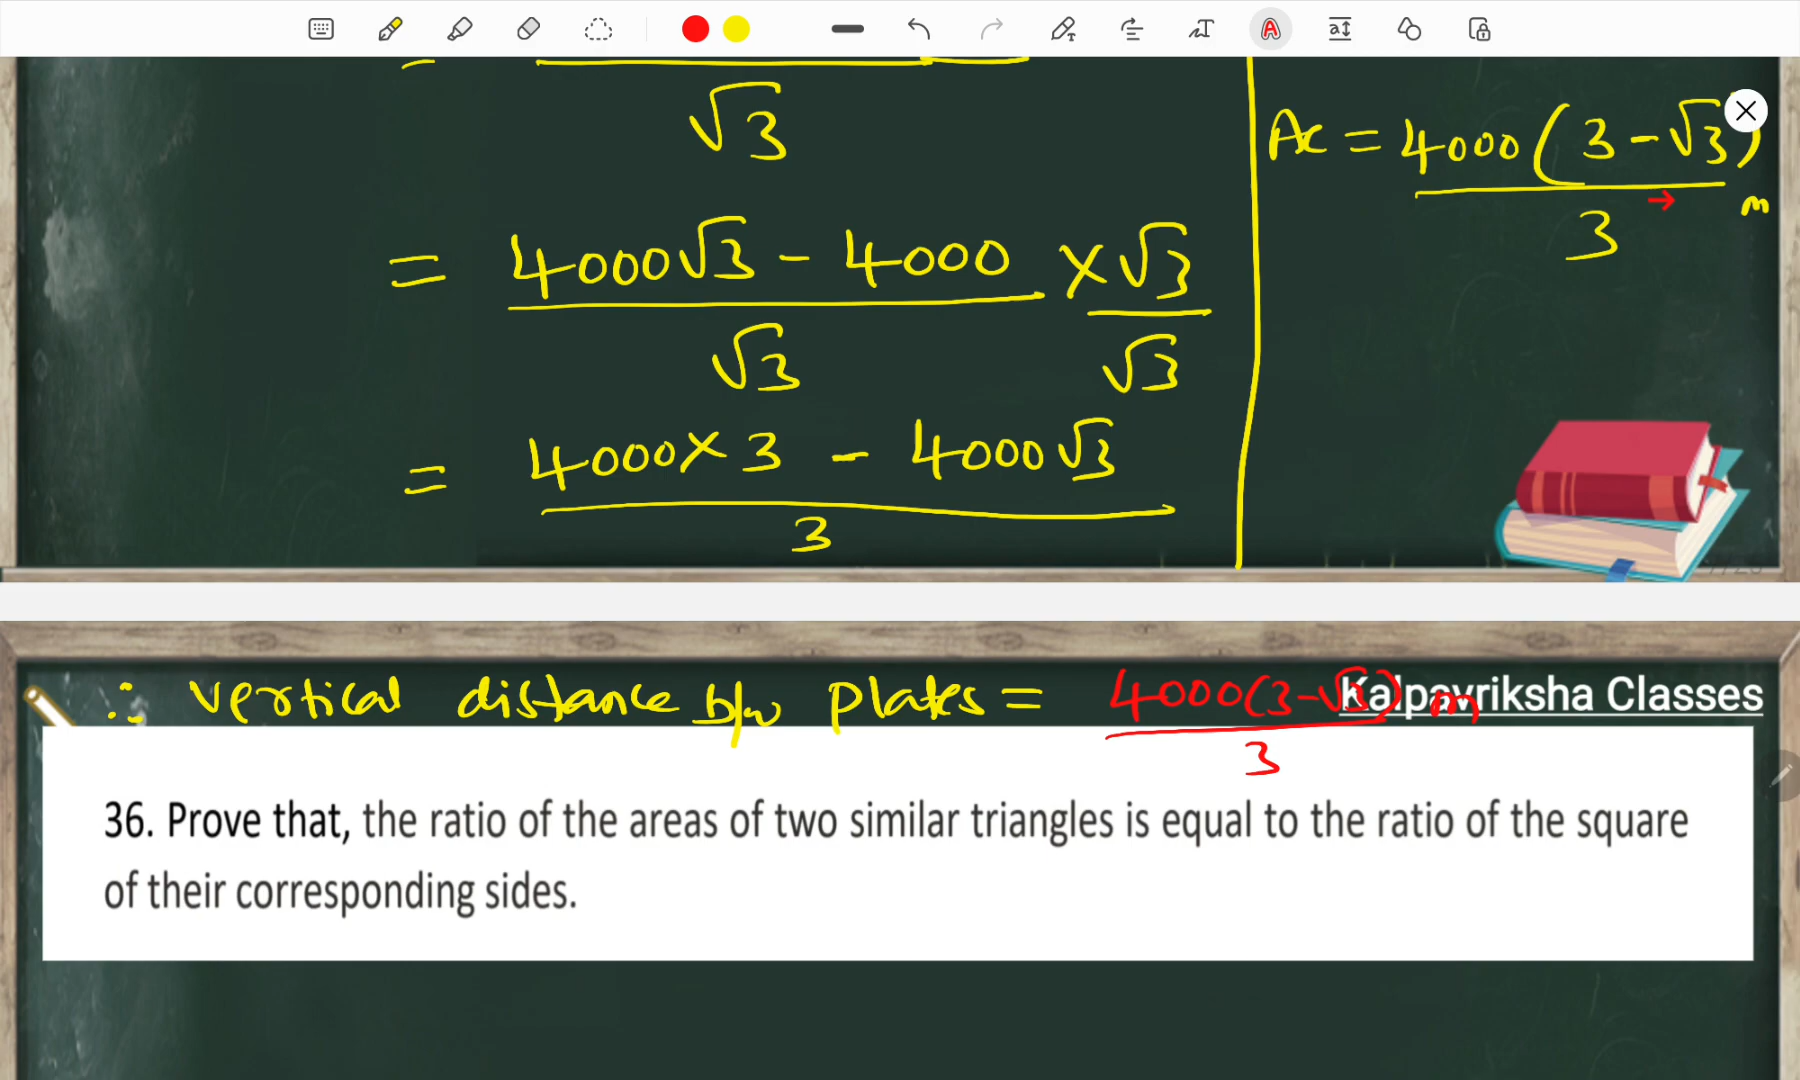 √3
AC = 4000(3-√3)
3
m
= 4000√3 - 4000 × √3
√3 √3
= 4000×3 - 4000√3
3
∴ vertical distance b/w plates = 4000(3-√3) m
3
Kalpavriksha Classes
36. Prove that, the ratio of the areas of two similar triangles is equal to the ratio of the square
of their corresponding sides.